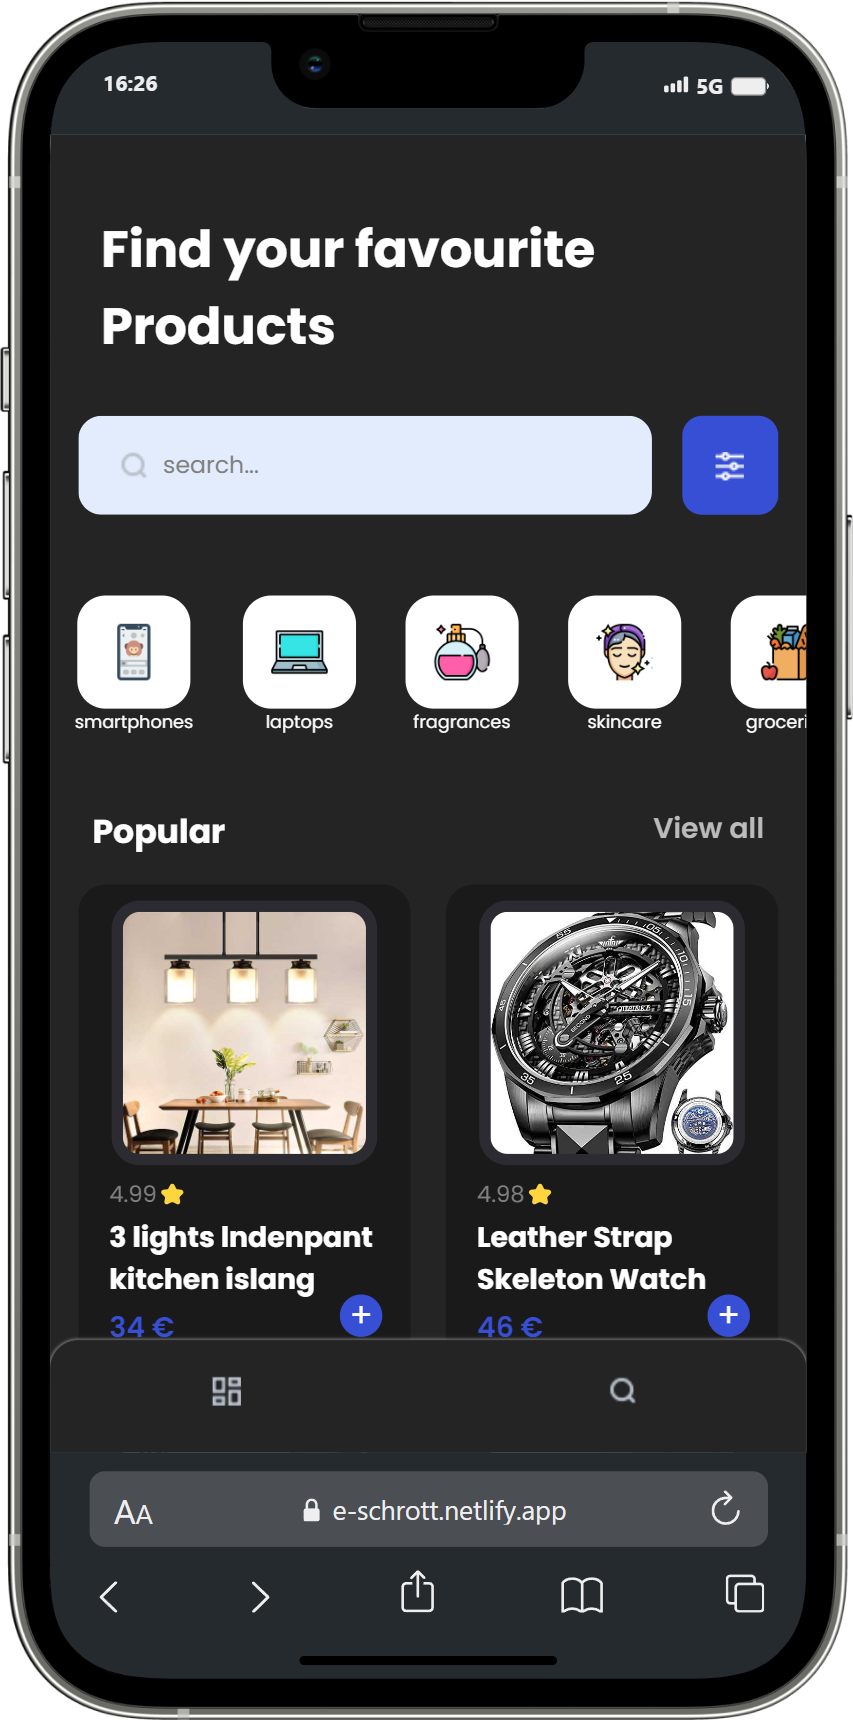 16:26
5G
Find your favourite
Products
search...
smartphones
laptops
fragrances
skincare
groceri
Popular
View all
4.99
4.98
3 lights Indenpant
kitchen islang
Leather Strap
Skeleton Watch
34 €
+
46 €
+
AA
e-schrott.netlify.app